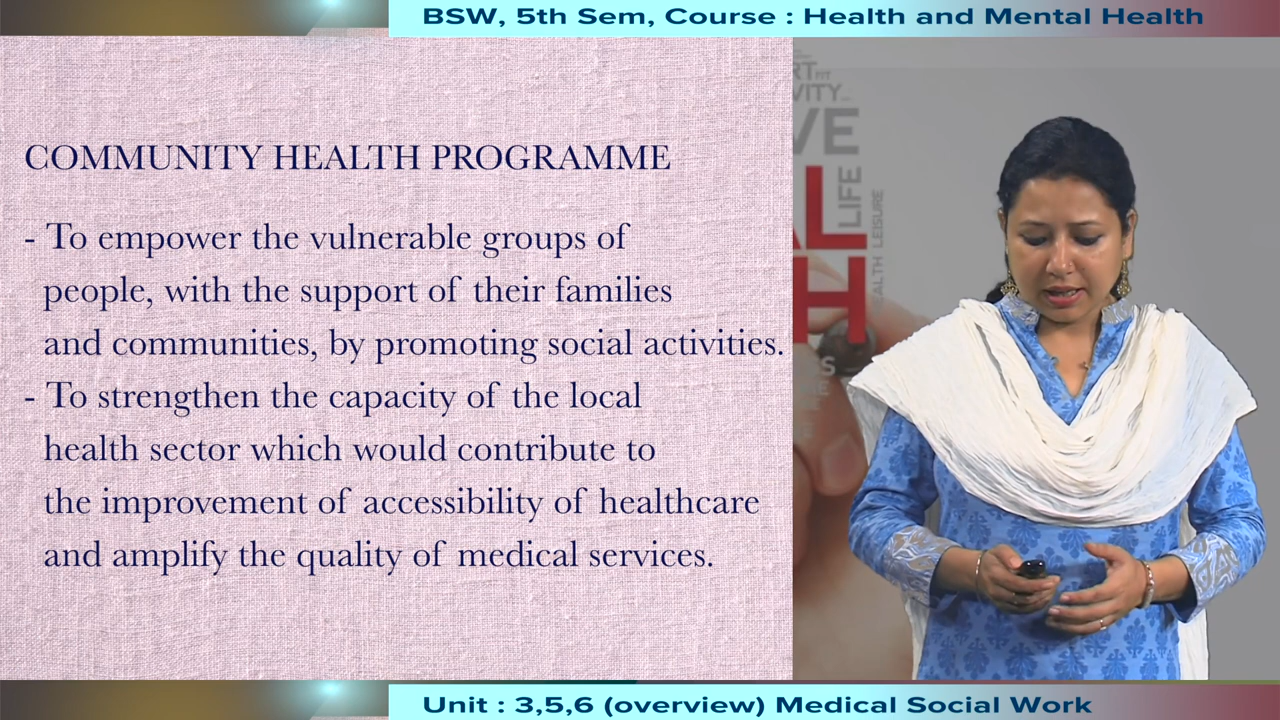 BSW, 5th Sem, Course : Health and Mental Health
COMMUNITY HEALTH PROGRAMME
- To empower the vulnerable groups of
people, with the support of their families
and communities, by promoting social activities.
- To strengthen the capacity of the local
health sector which would contribute to
the improvement of accessibility of healthcare
and amplify the quality of medical services.
LIFE
LEISURE
Unit : 3,5,6 (overview) Medical Social Work